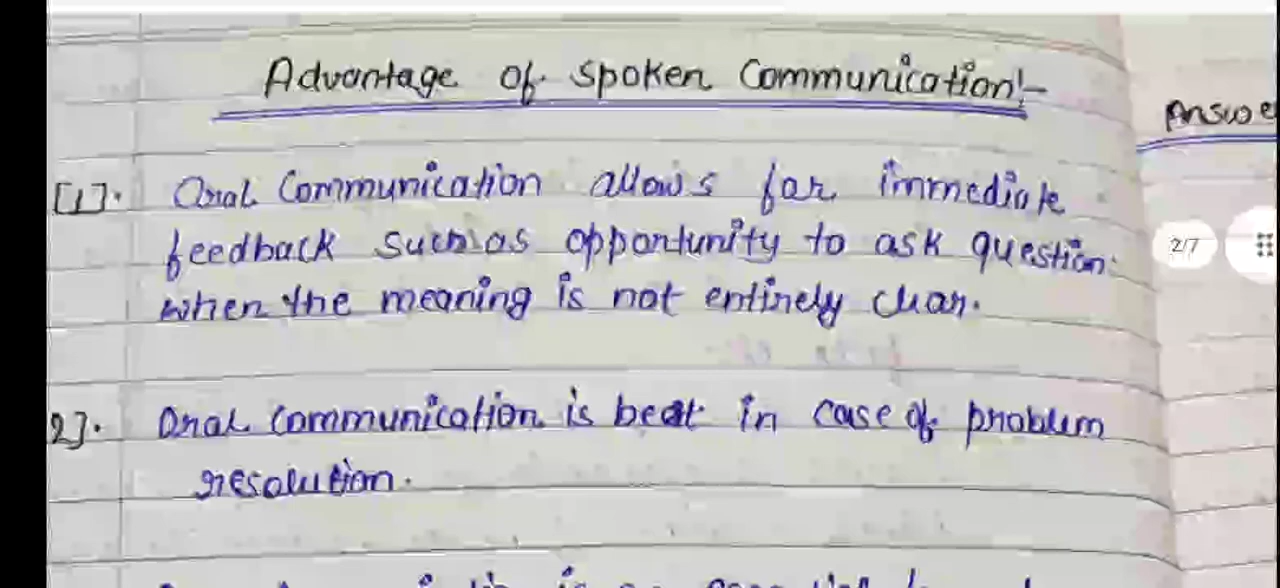 Advantage of spoken Communication:-
Answe
[1]. Oral Communication allows for immediate
feedback such as opportunity to ask question
when the meaning is not entirely clear.
2/7
2]. Oral communication is best in case of problem
resolution.